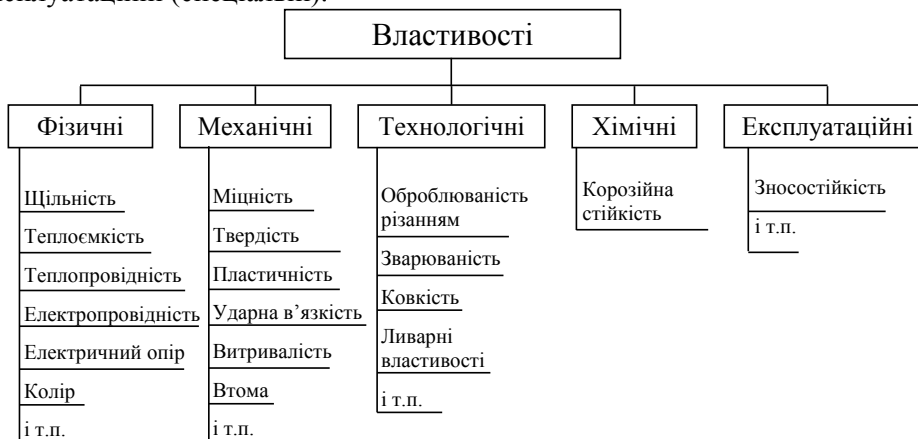 (спеціальні).
Властивості
Фізичні
Механічні
Технологічні
Хімічні
Експлуатаційні
Щільність
Теплоємкість
Теплопровідність
Електропровідність
Електричний опір
Колір
і т.п.
Міцність
Твердість
Пластичність
Ударна в’язкість
Витривалість
Втома
і т.п.
Оброблюваність
різанням
Зварюваність
Ковкість
Ливарні
властивості
і т.п.
Корозійна
стійкість
Зносостійкість
і т.п.